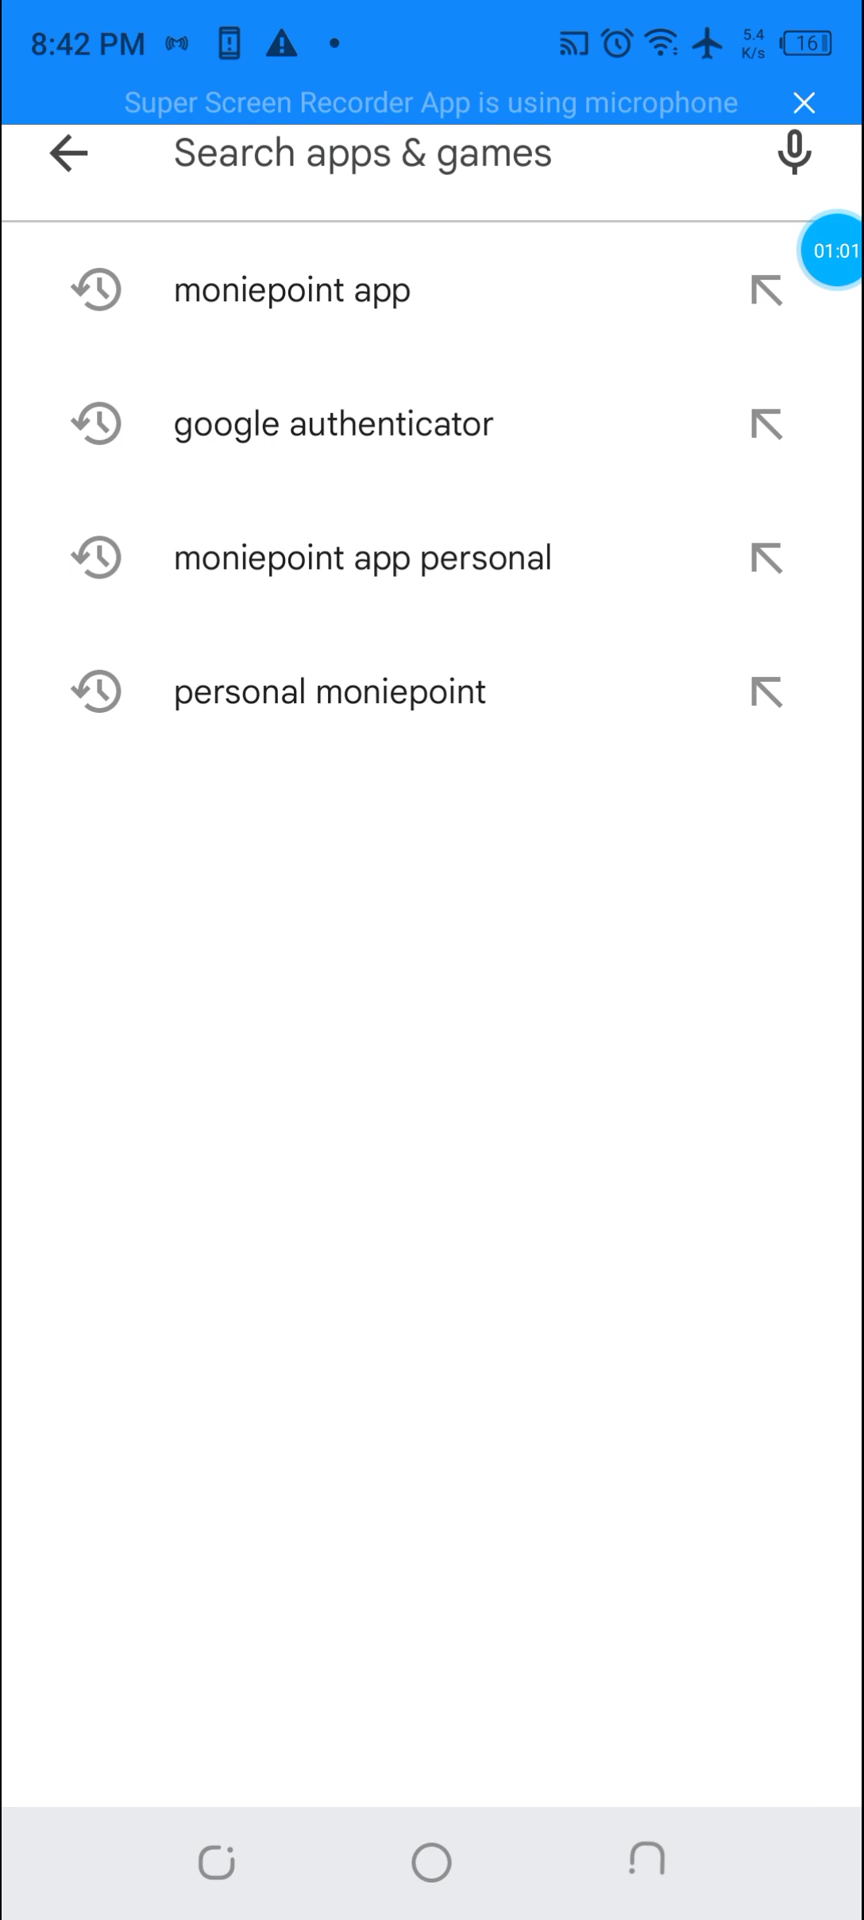 8:42 PM
5.4
K/s
16
Super Screen Recorder App is using microphone
Search apps & games
01:01
moniepoint app
google authenticator
moniepoint app personal
personal moniepoint